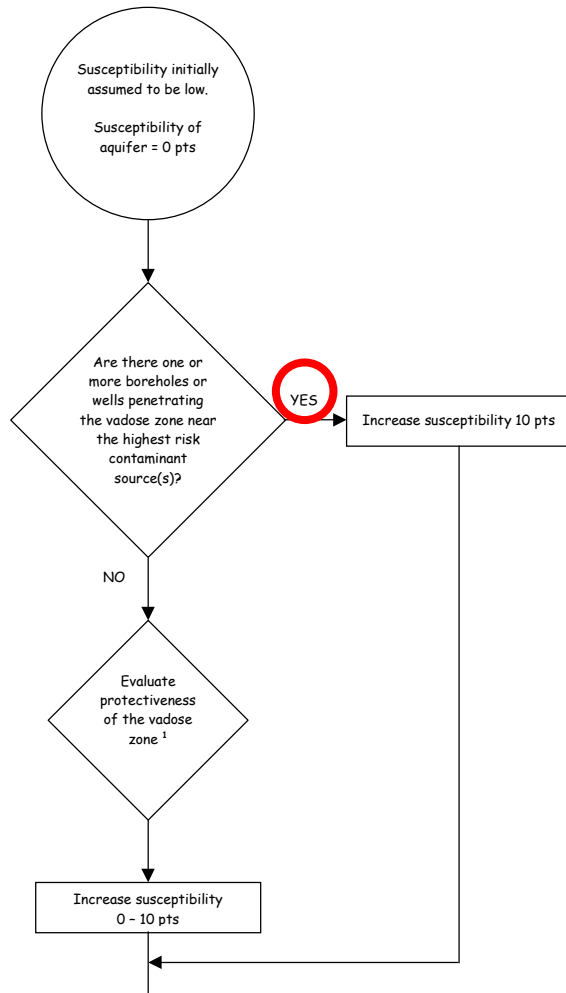 Susceptibility initially
assumed to be low.
Susceptibility of
aquifer = 0 pts
Are there one or
more boreholes or
wells penetrating
the vadose zone near
the highest risk
contaminant
source(s)?
YES
Increase susceptibility 10 pts
NO
Evaluate
protectiveness
of the vadose
zone ¹
Increase susceptibility
0 – 10 pts